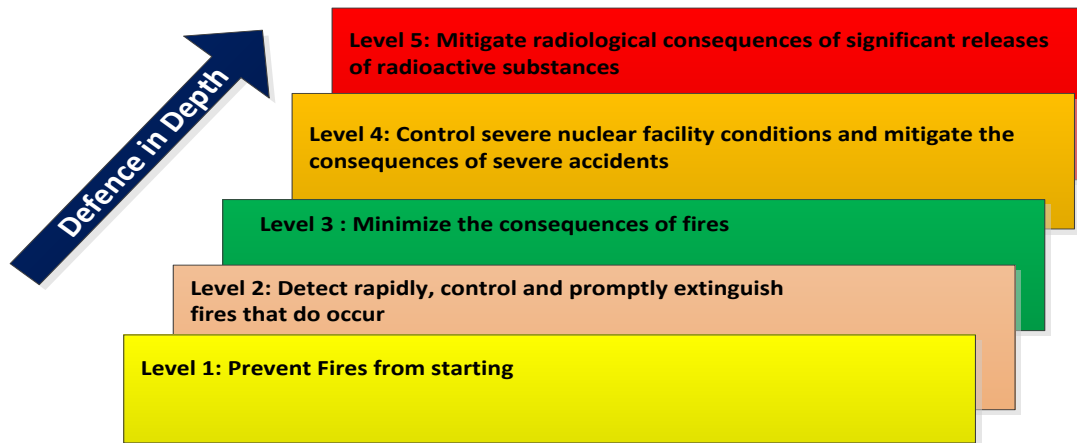 Defence in Depth
Level 5: Mitigate radiological consequences of significant releases
of radioactive substances
Level 4: Control severe nuclear facility conditions and mitigate the
consequences of severe accidents
Level 3 : Minimize the consequences of fires
Level 2: Detect rapidly, control and promptly extinguish
fires that do occur
Level 1: Prevent Fires from starting